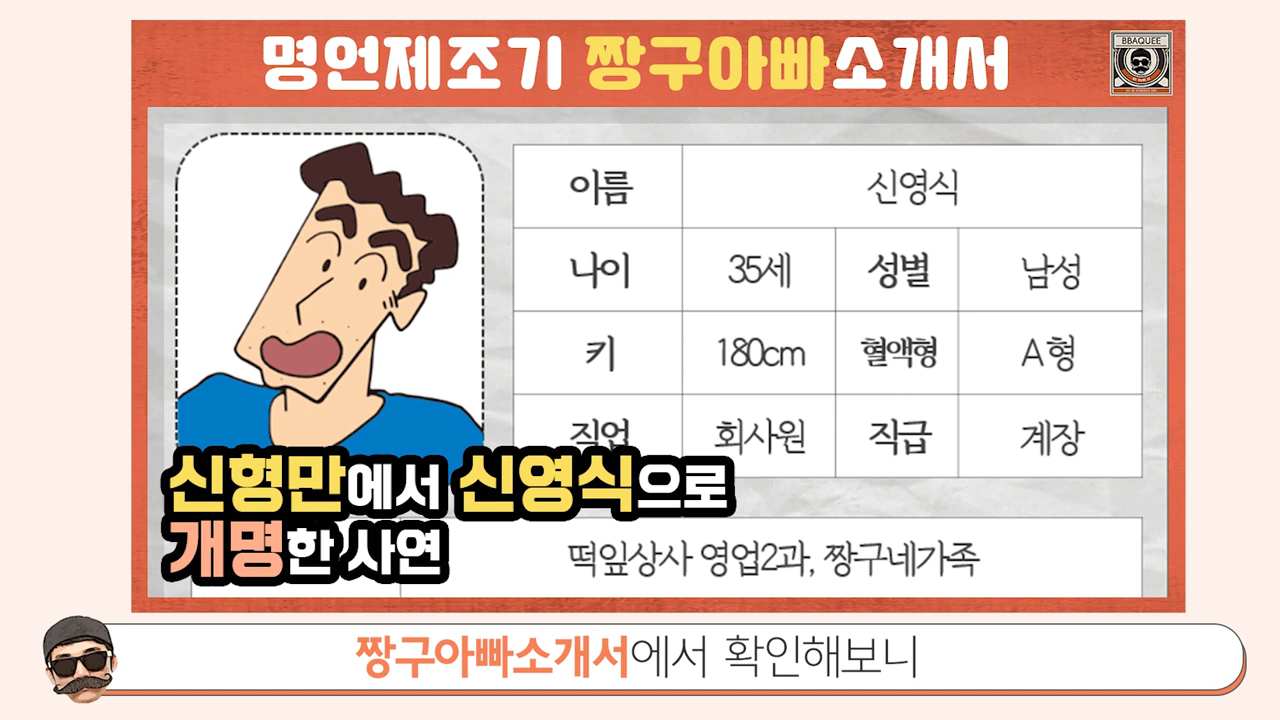 명언제조기 짱구아빠소개서
BBAQUEE
이름 신영식
나이 35세 성별 남성
키 180cm 혈액형 A형
직업 회사원 직급 계장
신형만에서 신영식으로
개명한 사연
떡잎상사 영업2과, 짱구네가족
짱구아빠소개서에서 확인해보니